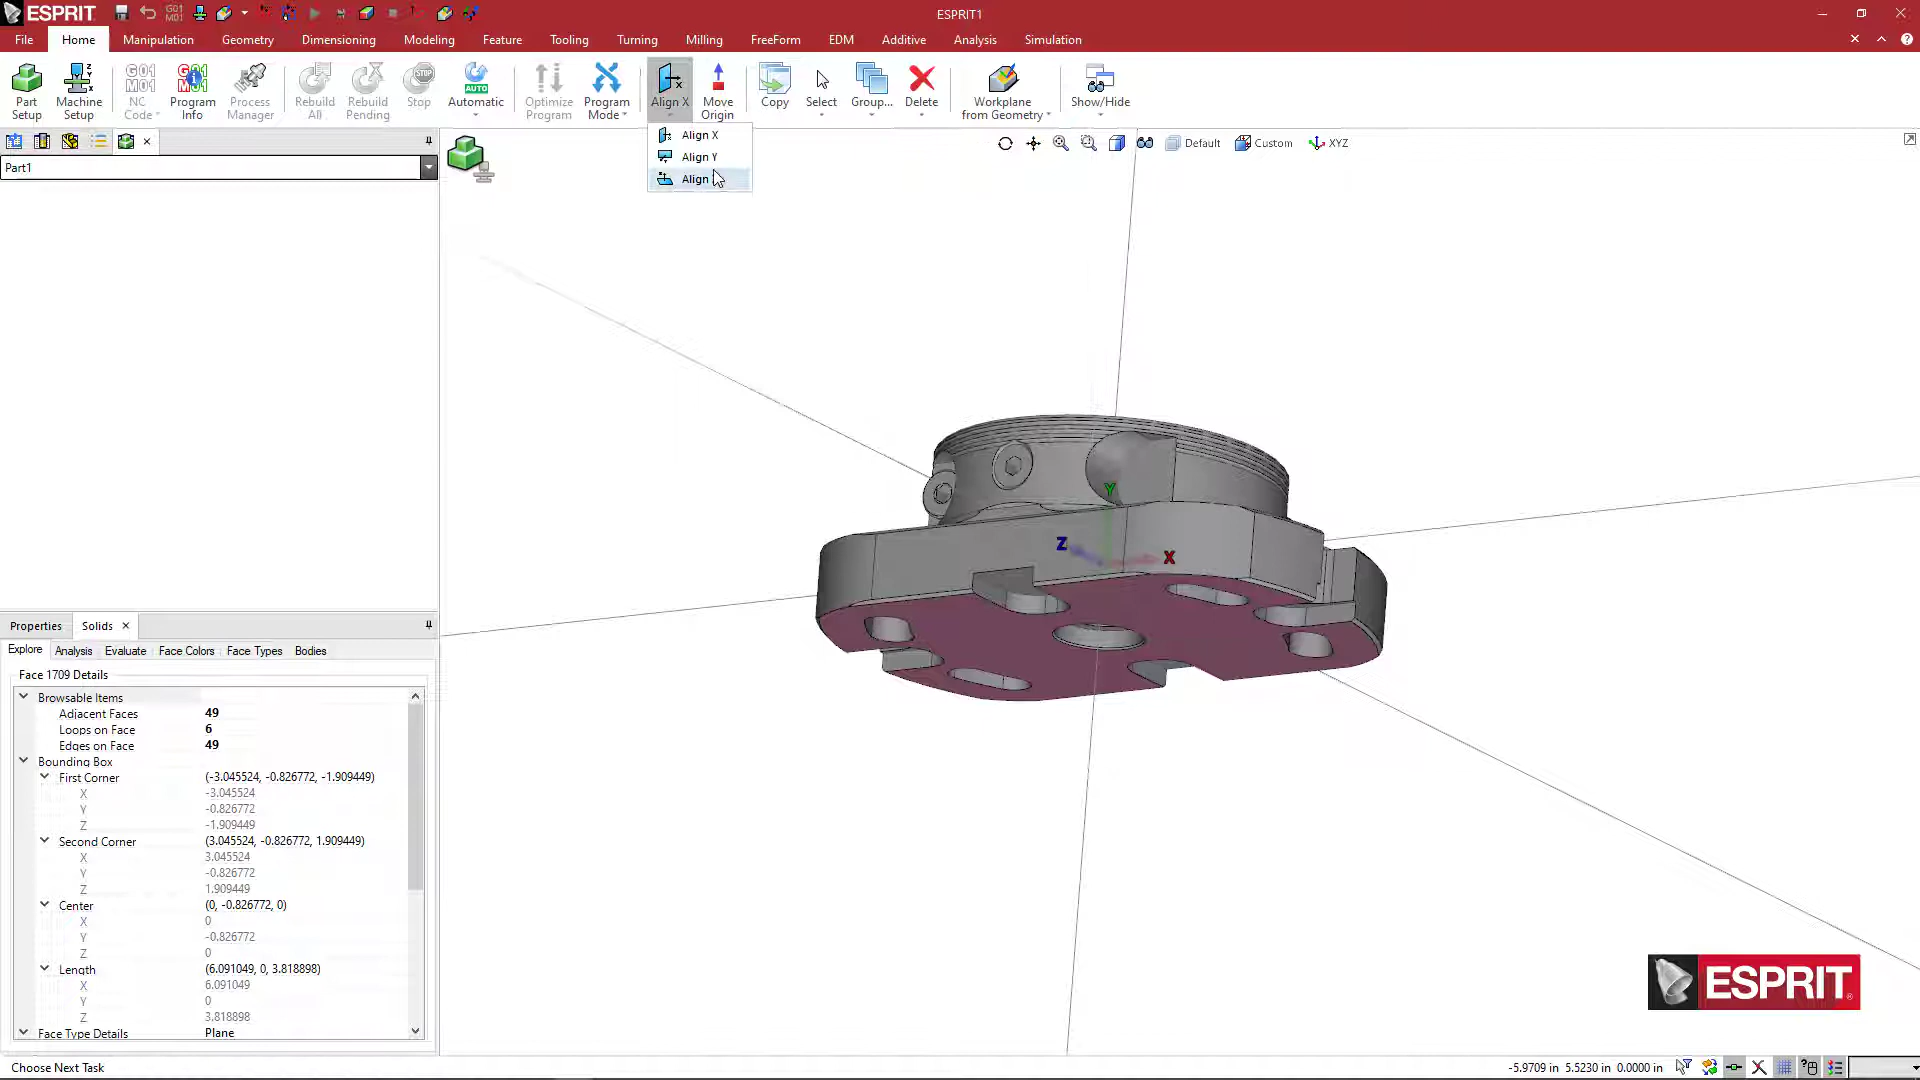 ESPRIT
ESPRIT1
File Home Manipulation Geometry Dimensioning Modeling Feature Tooling Turning Milling FreeForm EDM Additive Analysis Simulation
Part Setup
Machine Setup
NC Code
Program Info
Process Manager
Rebuild All
Rebuild Pending
Stop
Automatic
Optimize Program
Program Mode
Align X
Move Origin
Copy
Select
Group...
Delete
Workplane from Geometry
Show/Hide
Align X
Align Y
Align
Part1
Default
Custom
XYZ
Y
Z
X
Properties Solids
Explore Analysis Evaluate Face Colors Face Types Bodies
Face 1709 Details
Browsable Items
Adjacent Faces 49
Loops on Face 6
Edges on Face 49
Bounding Box
First Corner (-3.045524, -0.826772, -1.909449)
X -3.045524
Y -0.826772
Z -1.909449
Second Corner (3.045524, -0.826772, 1.909449)
X 3.045524
Y -0.826772
Z 1.909449
Center (0, -0.826772, 0)
X 0
Y -0.826772
Z 0
Length (6.091049, 0, 3.818898)
X 6.091049
Y 0
Z 3.818898
Face Type Details Plane
ESPRIT
Choose Next Task
-5.9709 in 5.5230 in 0.0000 in